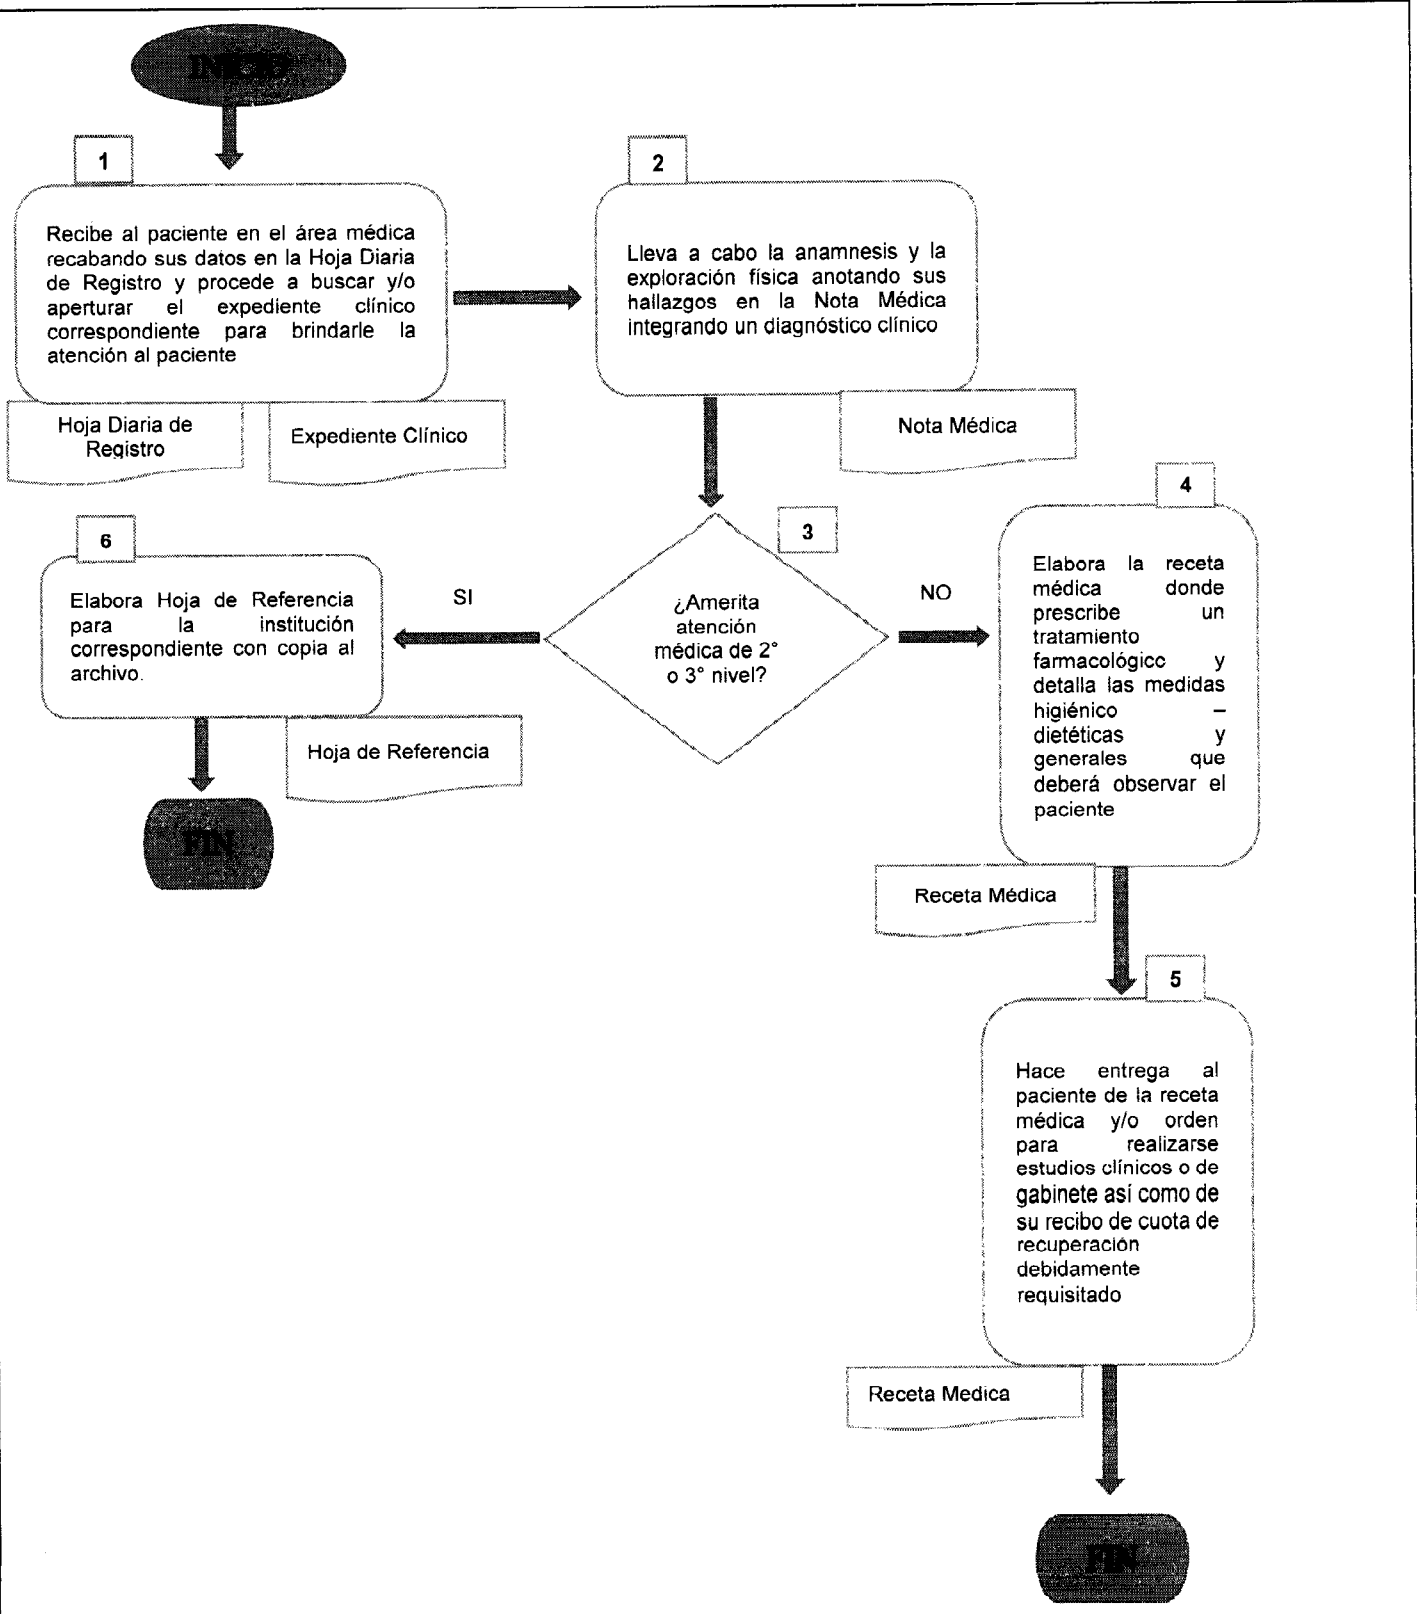 INICIO
1
Recibe al paciente en el área médica
recabando sus datos en la Hoja Diaria
de Registro y procede a buscar y/o
aperturar el expediente clínico
correspondiente para brindarle la
atención al paciente
Hoja Diaria de
Registro
Expediente Clínico
2
Lleva a cabo la anamnesis y la
exploración física anotando sus
hallazgos en la Nota Médica
integrando un diagnóstico clínico
Nota Médica
3
¿Amerita
atención
médica de 2°
o 3° nivel?
SI
NO
6
Elabora Hoja de Referencia
para la institución
correspondiente con copia al
archivo.
Hoja de Referencia
FIN
4
Elabora la receta
médica donde
prescribe un
tratamiento
farmacológico y
detalla las medidas
higiénico –
dietéticas y
generales que
deberá observar el
paciente
Receta Médica
5
Hace entrega al
paciente de la receta
médica y/o orden
para realizarse
estudios clínicos o de
gabinete así como de
su recibo de cuota de
recuperación
debidamente
requisitado
Receta Medica
FIN